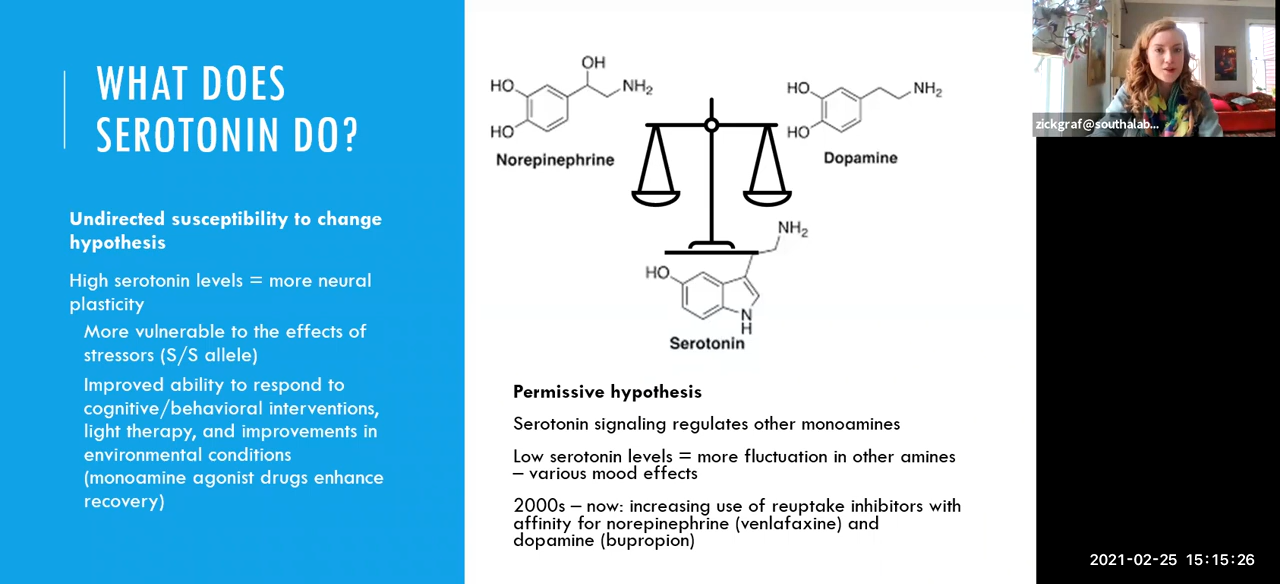 WHAT DOES
SEROTONIN DO?
Undirected susceptibility to change
hypothesis
High serotonin levels = more neural
plasticity
More vulnerable to the effects of
stressors (S/S allele)
Improved ability to respond to
cognitive/behavioral interventions,
light therapy, and improvements in
environmental conditions
(monoamine agonist drugs enhance
recovery)
OH
HO
NH₂
HO
Norepinephrine
HO
NH₂
HO
Dopamine
NH₂
HO
N
H
Serotonin
Permissive hypothesis
Serotonin signaling regulates other monoamines
Low serotonin levels = more fluctuation in other amines
– various mood effects
2000s – now: increasing use of reuptake inhibitors with
affinity for norepinephrine (venlafaxine) and
dopamine (bupropion)
zickgraf@southalab...
2021-02-25 15:15:26